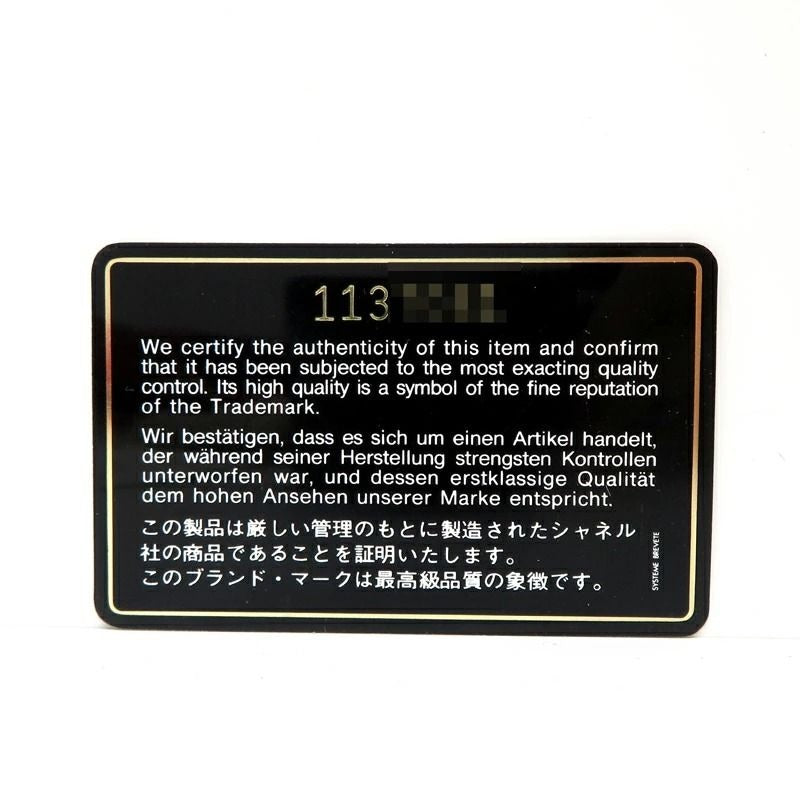 113
We certify the authenticity of this item and confirm
that it has been subjected to the most exacting quality
control. Its high quality is a symbol of the fine reputation
of the Trademark.
Wir bestätigen, dass es sich um einen Artikel handelt,
der während seiner Herstellung strengsten Kontrollen
unterworfen war, und dessen erstklassige Qualität
dem hohen Ansehen unserer Marke entspricht.
この製品は厳しい管理のもとに製造されたシャネル
社の商品であることを証明いたします。
このブランド・マークは最高級品質の象徴です。
SYSTEME BREVETE